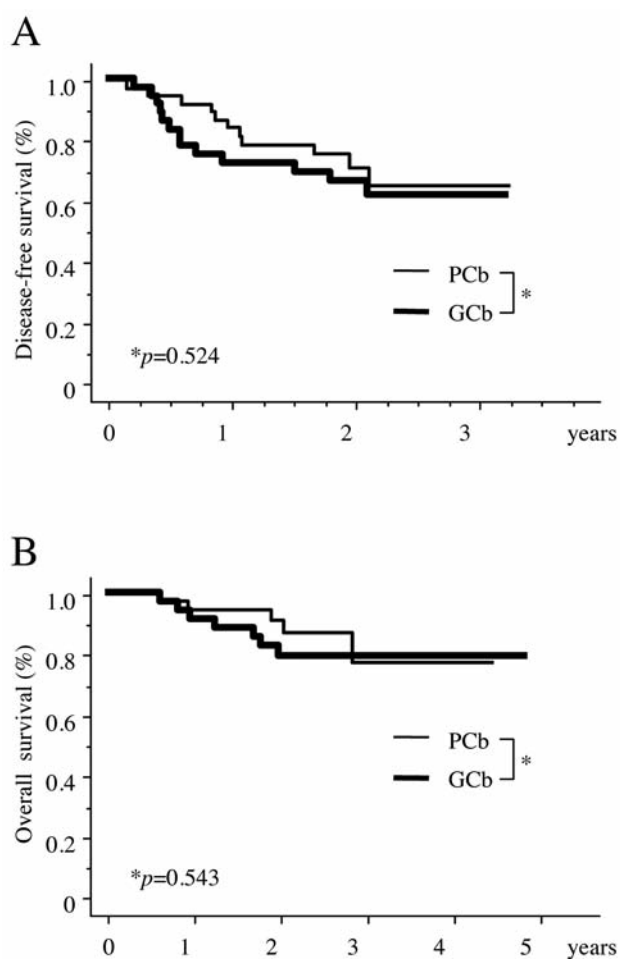 A
Disease-free survival (%)
1.0
0.8
0.6
0.4
0.2
0
PCb
GCb
*
*p=0.524
0 1 2 3 years
B
Overall survival (%)
1.0
0.8
0.6
0.4
0.2
0
PCb
GCb
*
*p=0.543
0 1 2 3 4 5 years